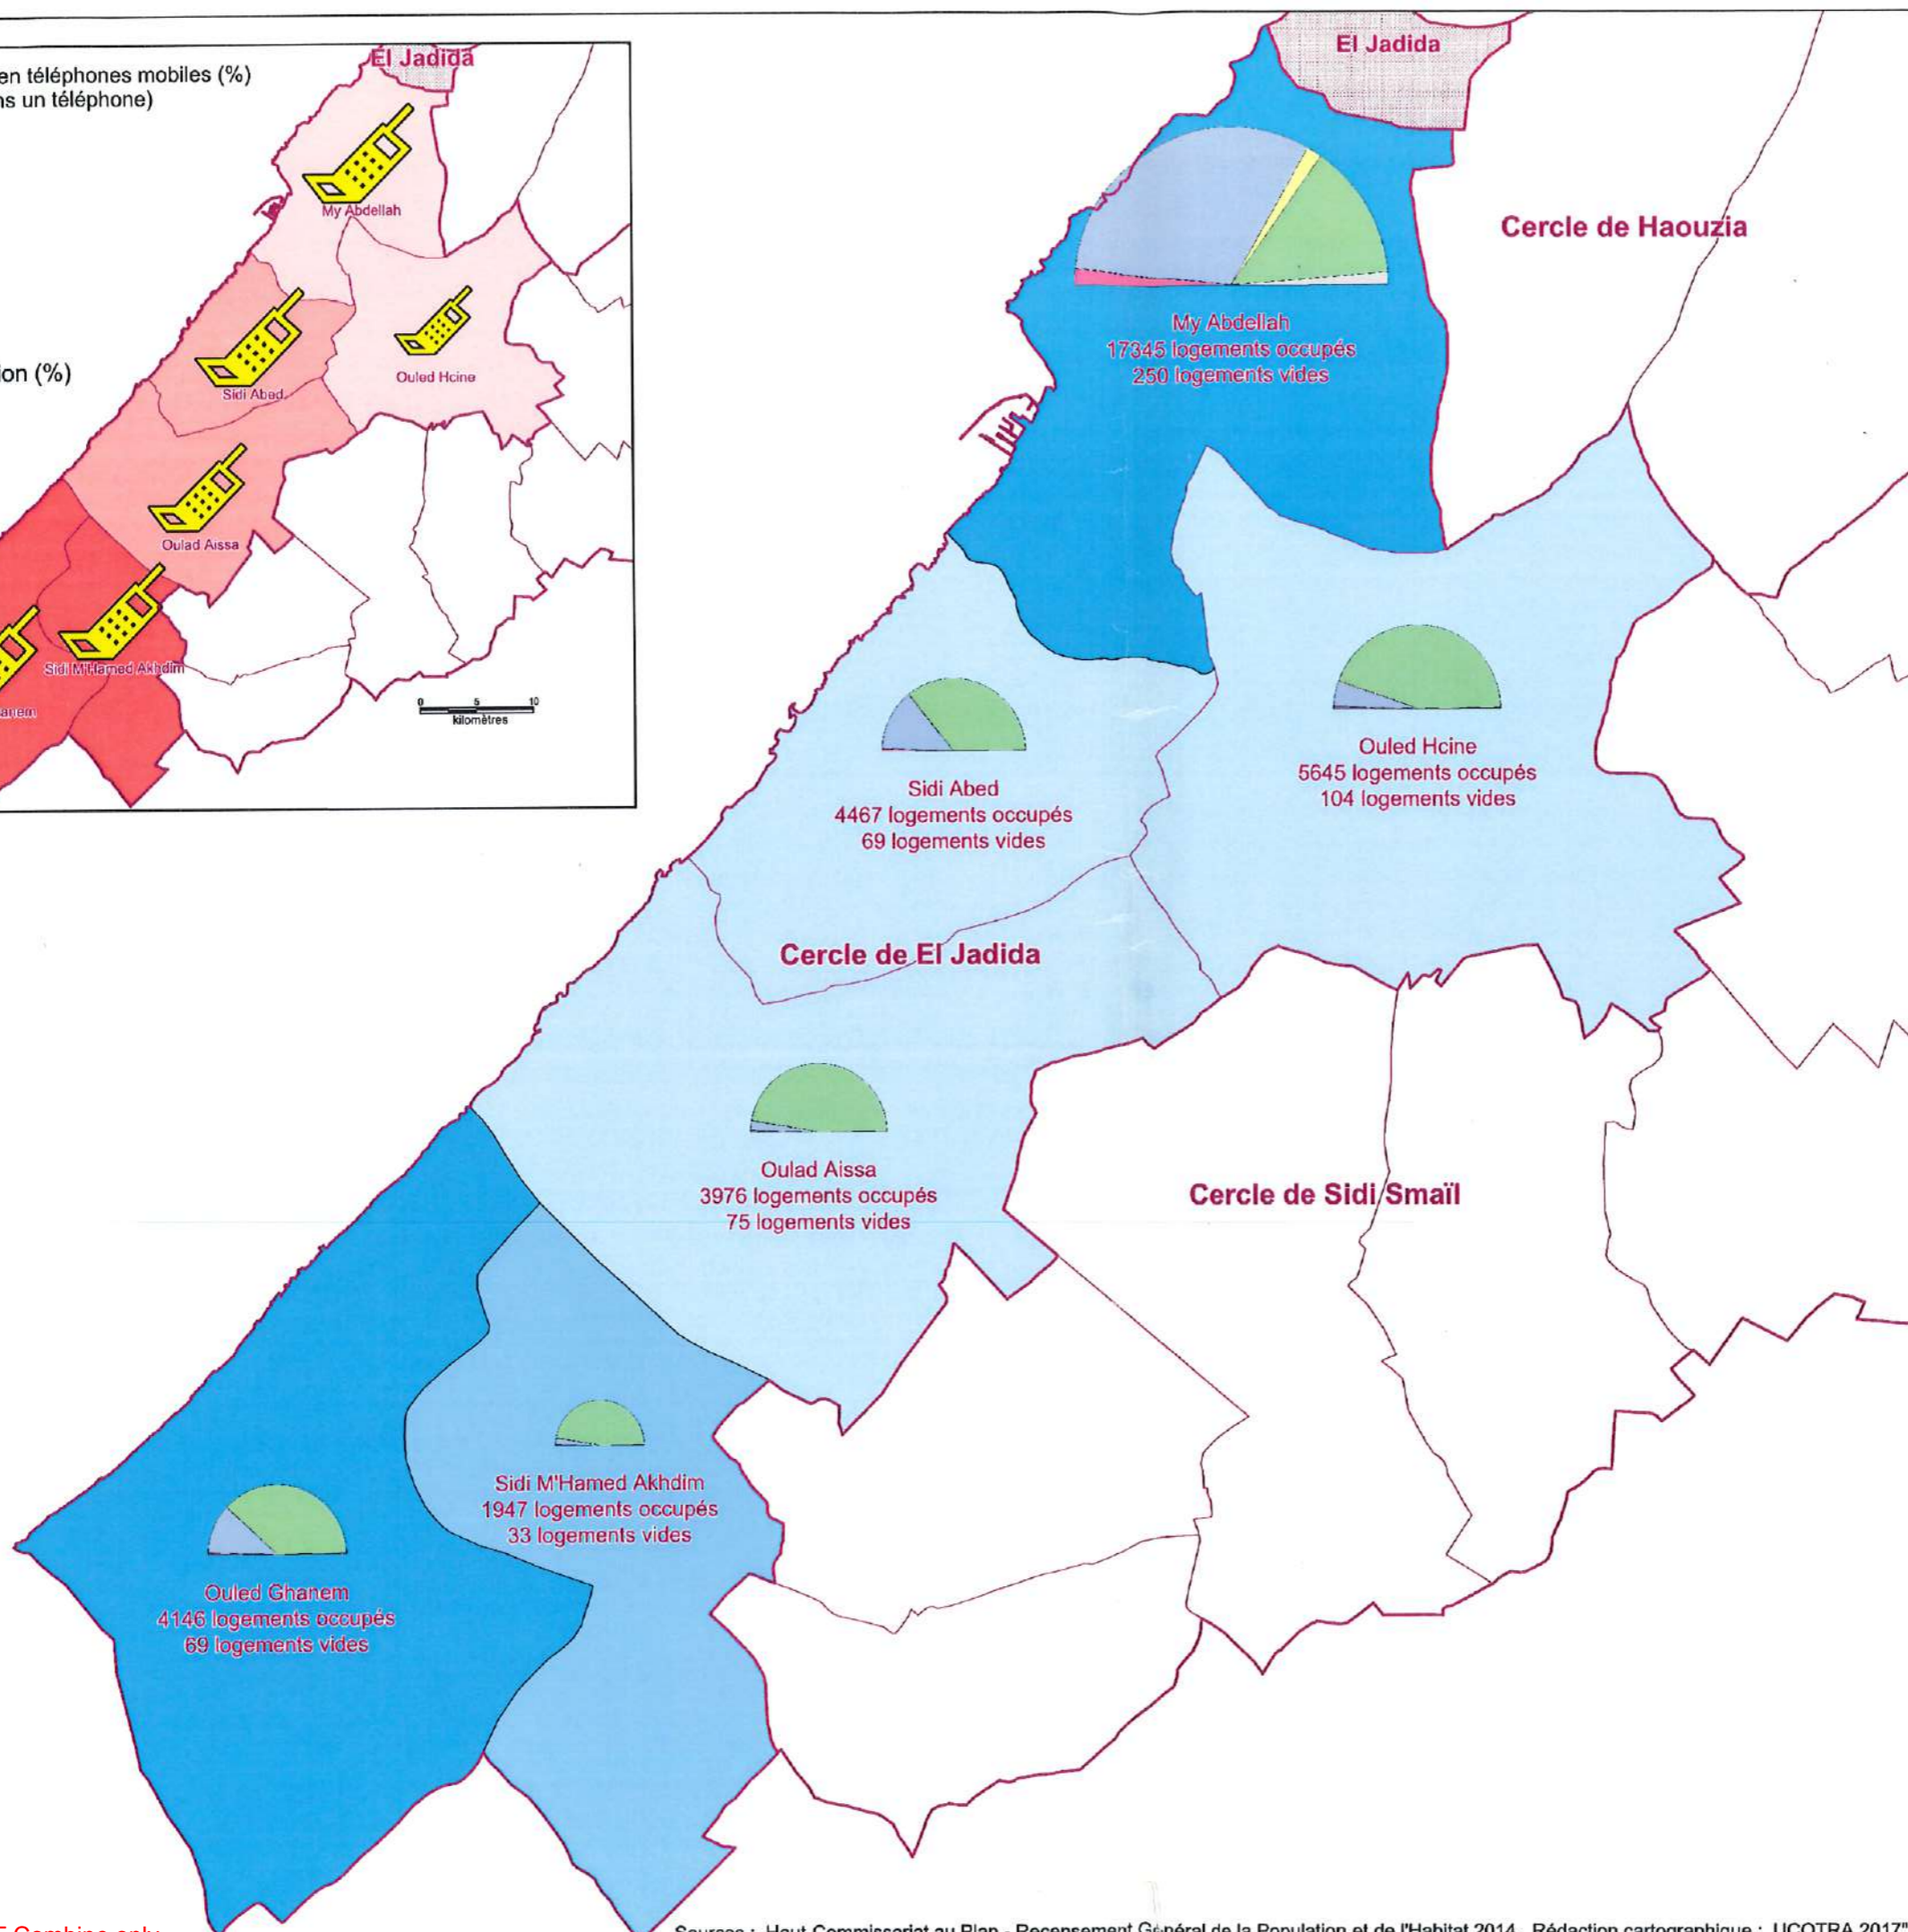 en téléphones mobiles (%)
un téléphone)
El Jadida
My Abdellah
Sidi Abed
Ouled Hcine
Oulad Aissa
Sidi M'Hamed Akhdim
0 5 10
kilomètres
(%)
El Jadida
Cercle de Haouzia
My Abdellah
17345 logements occupés
250 logements vides
Ouled Hcine
5645 logements occupés
104 logements vides
Sidi Abed
4467 logements occupés
69 logements vides
Cercle de El Jadida
Oulad Aissa
3976 logements occupés
75 logements vides
Cercle de Sidi Smaïl
Sidi M'Hamed Akhdim
1947 logements occupés
33 logements vides
Ouled Ghanem
4146 logements occupés
69 logements vides
Combine only
Sources : Haut Commissariat au Plan - Recensement Général de la Population et de l'Habitat 2014 Rédaction cartographique : UCOTRA 2017"